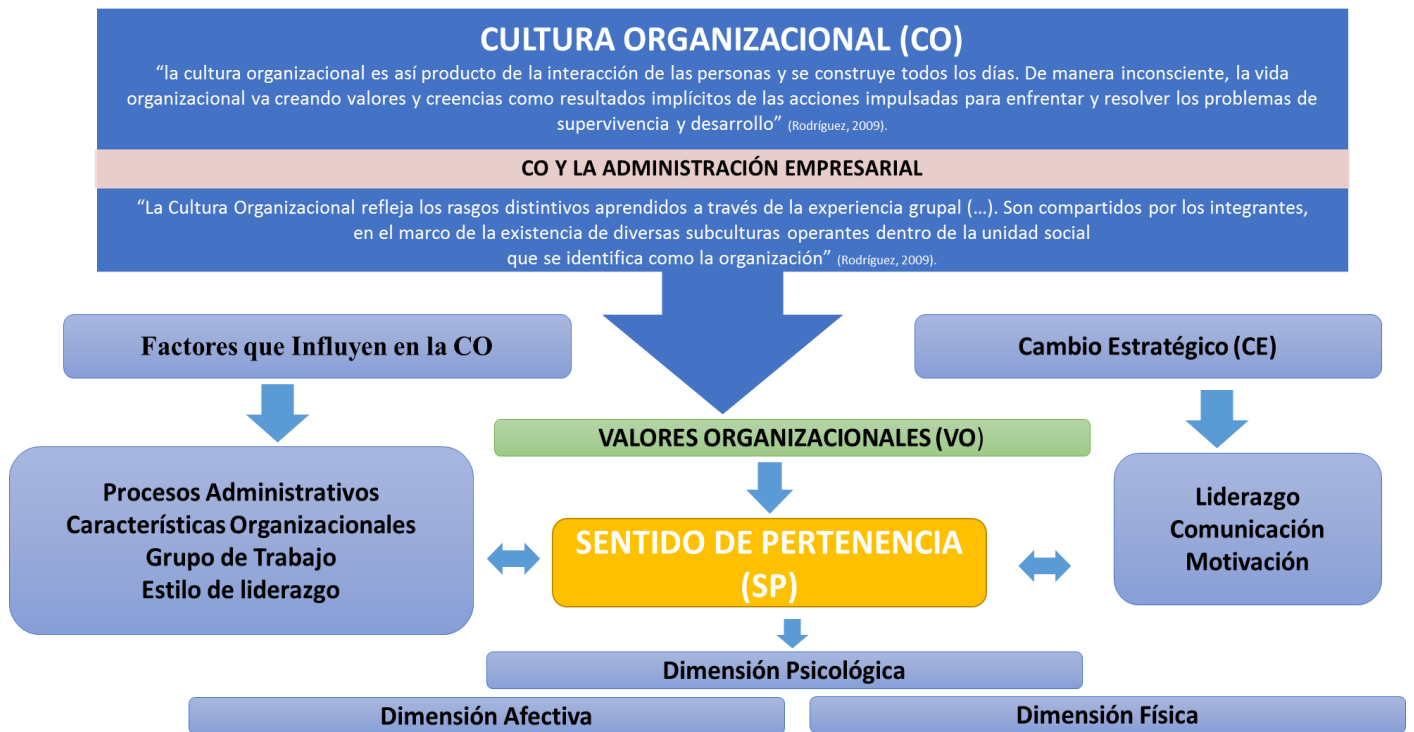 CULTURA ORGANIZACIONAL (CO)
“la cultura organizacional es así producto de la interacción de las personas y se construye todos los días. De manera inconsciente, la vida
organizacional va creando valores y creencias como resultados implícitos de las acciones impulsadas para enfrentar y resolver los problemas de
supervivencia y desarrollo” (Rodríguez, 2009).
CO Y LA ADMINISTRACIÓN EMPRESARIAL
“La Cultura Organizacional refleja los rasgos distintivos aprendidos a través de la experiencia grupal (...). Son compartidos por los integrantes,
en el marco de la existencia de diversas subculturas operantes dentro de la unidad social
que se identifica como la organización” (Rodríguez, 2009).
Factores que Influyen en la CO
Cambio Estratégico (CE)
VALORES ORGANIZACIONALES (VO)
Procesos Administrativos
Característicás Organizacionales
Grupo de Trabajo
Estilo de liderazgo
SENTIDO DE PERTENENCIA
(SP)
Liderazgo
Comunicación
Motivación
Dimensión Psicológica
Dimensión Afectiva
Dimensión Física